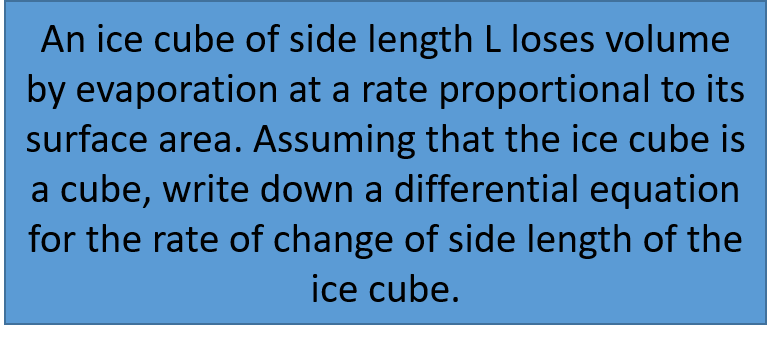 An ice cube of side length L loses volume
by evaporation at a rate proportional to its
surface area. Assuming that the ice cube is
a cube, write down a differential equation
for the rate of change of side length of the
ice cube.